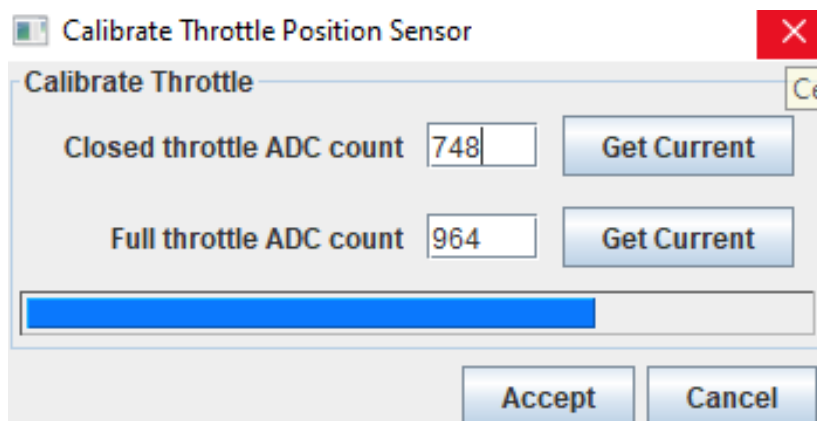 Calibrate Throttle Position Sensor
Calibrate Throttle
Closed throttle ADC count 748 Get Current
Full throttle ADC count 964 Get Current
Accept Cancel